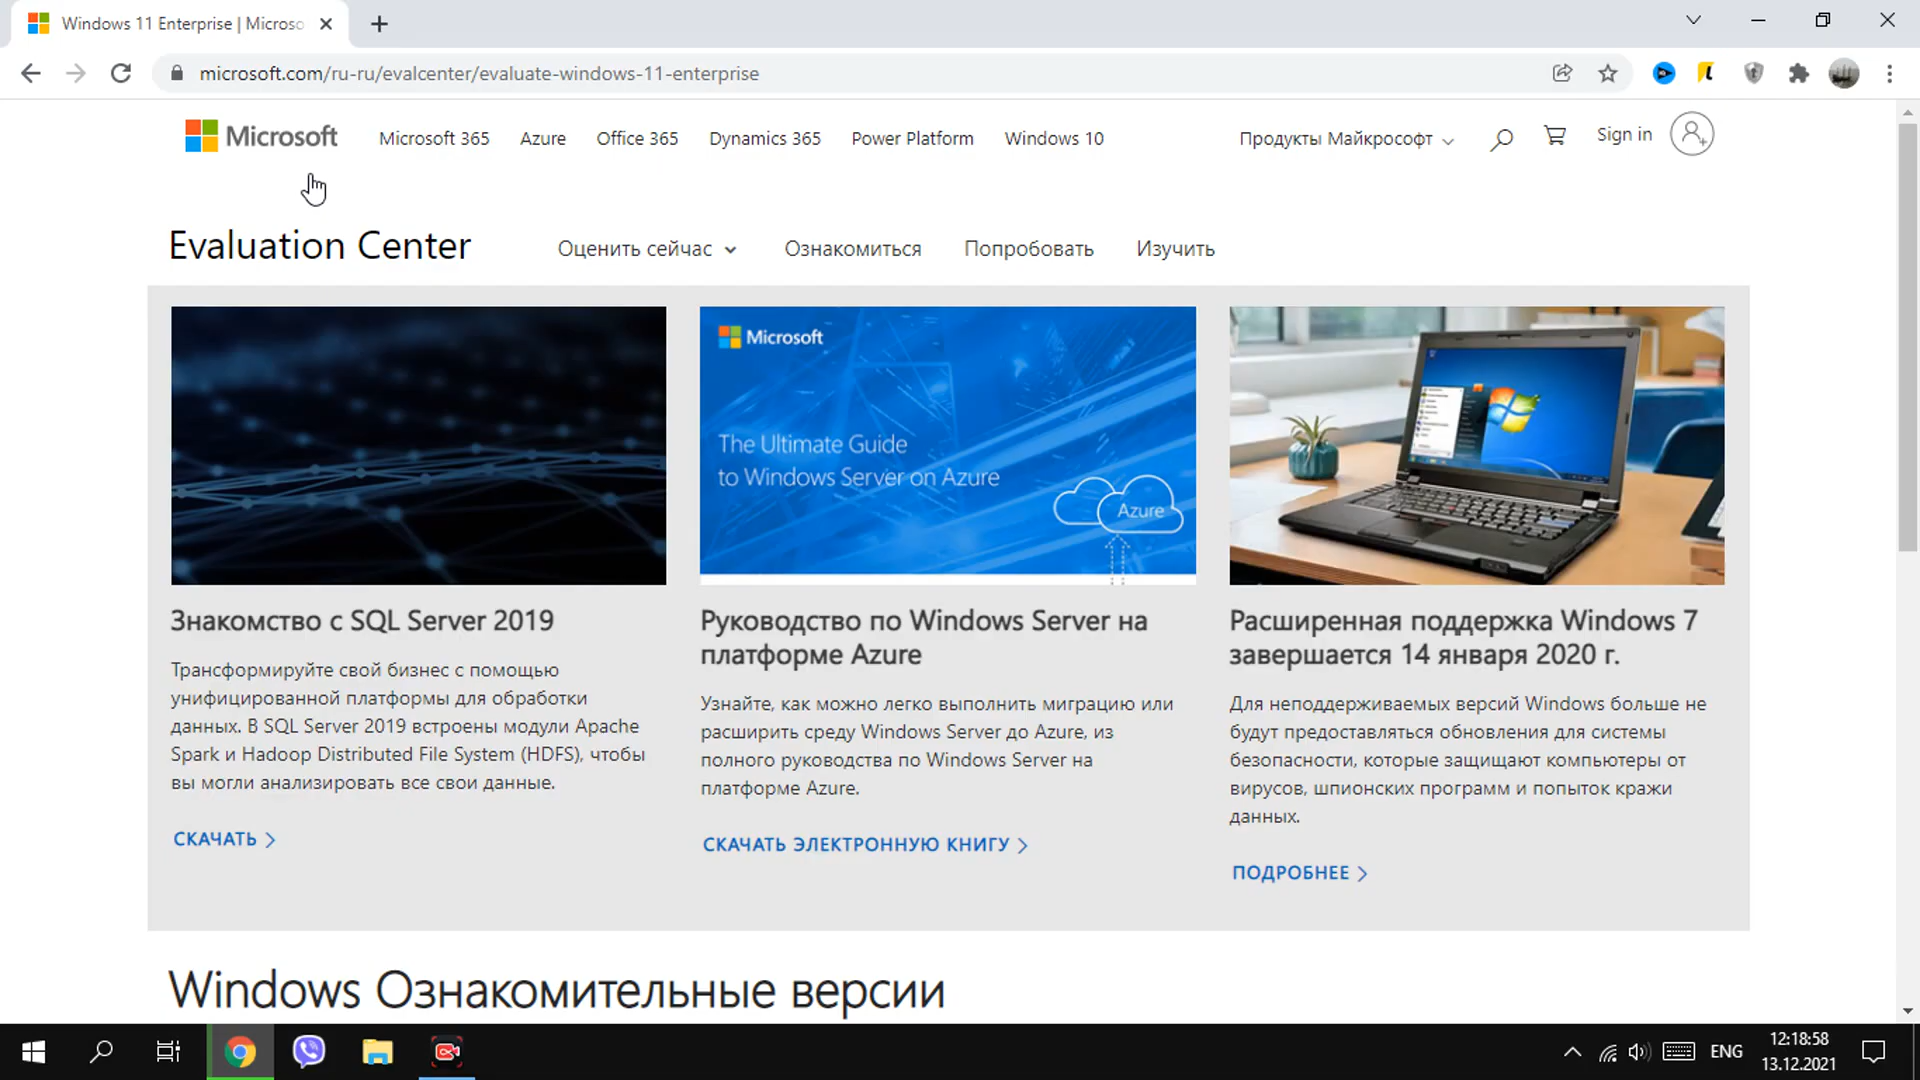 Windows 11 Enterprise | Microso
microsoft.com/ru-ru/evalcenter/evaluate-windows-11-enterprise
Microsoft
Microsoft 365
Azure
Office 365
Dynamics 365
Power Platform
Windows 10
Продукты Майкрософт
Sign in
Evaluation Center
Оценить сейчас
Ознакомиться
Попробовать
Изучить
Знакомство с SQL Server 2019
Трансформируйте свой бизнес с помощью
унифицированной платформы для обработки
данных. В SQL Server 2019 встроены модули Apache
Spark и Hadoop Distributed File System (HDFS), чтобы
вы могли анализировать все свои данные.
СКАЧАТЬ
Microsoft
The Ultimate Guide
to Windows Server on Azure
Azure
Руководство по Windows Server на
платформе Azure
Узнайте, как можно легко выполнить миграцию или
расширить среду Windows Server до Azure, из
полного руководства по Windows Server на
платформе Azure.
СКАЧАТЬ ЭЛЕКТРОННУЮ КНИГУ
Расширенная поддержка Windows 7
завершается 14 января 2020 г.
Для неподдерживаемых версий Windows больше не
будут предоставляться обновления для системы
безопасности, которые защищают компьютеры от
вирусов, шпионских программ и попыток кражи
данных.
ПОДРОБНЕЕ
Windows Ознакомительные версии
ENG
12:18:58
13.12.2021